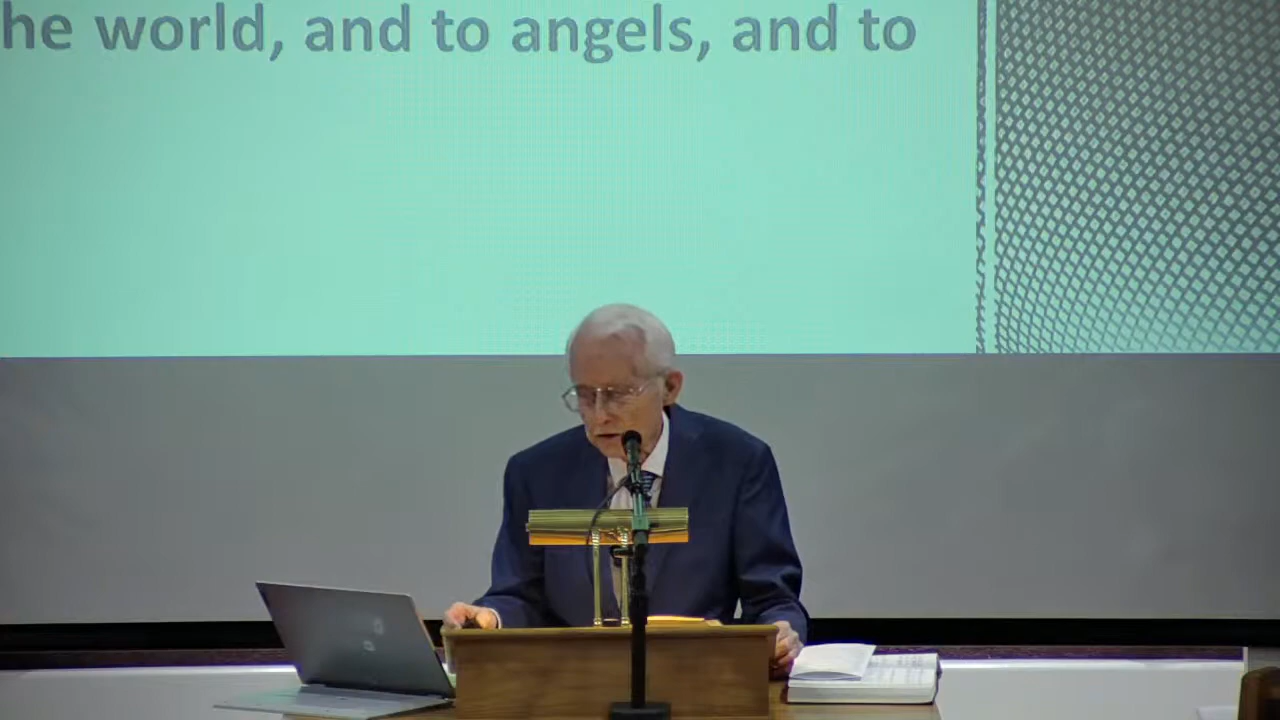 he world, and to angels, and to